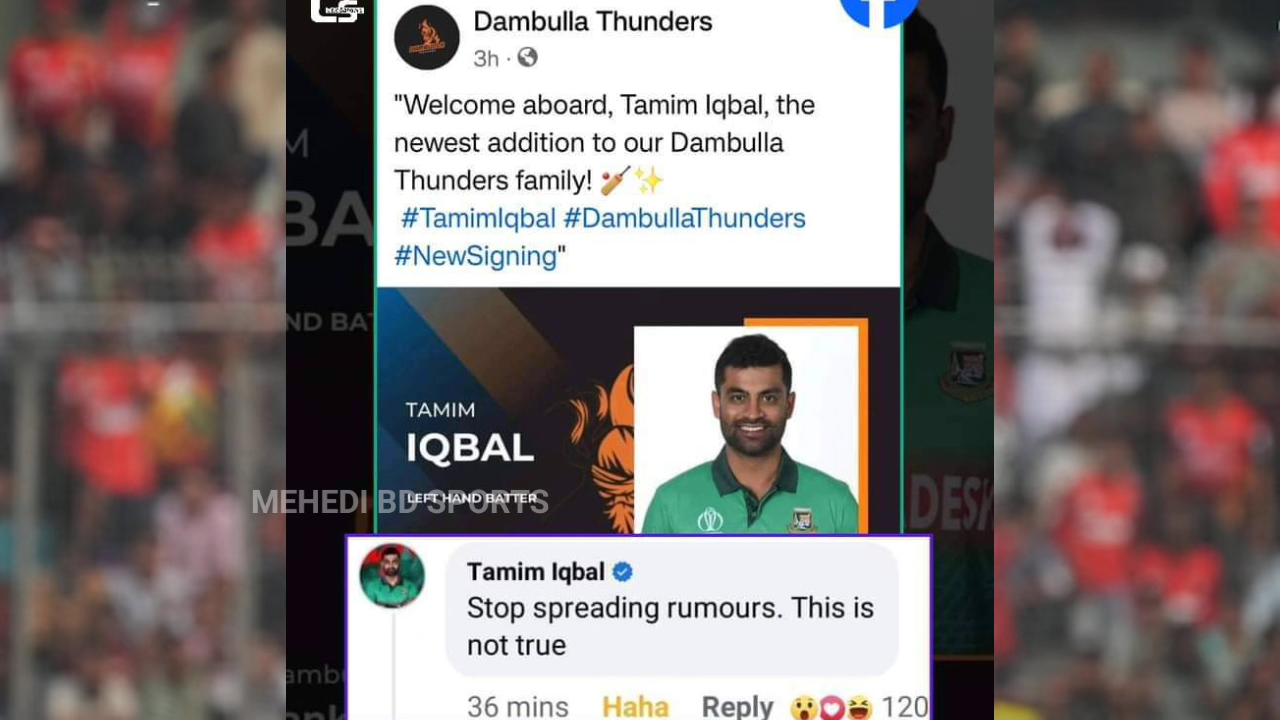 Dambulla Thunders
3h ·
"Welcome aboard, Tamim Iqbal, the
newest addition to our Dambulla
Thunders family! 🏏✨
#TamimIqbal #DambullaThunders
#NewSigning"
TAMIM
IQBAL
LEFT HAND BATTER
MEHEDI BD SPORTS
Tamim Iqbal
Stop spreading rumours. This is
not true
36 mins Haha Reply 120